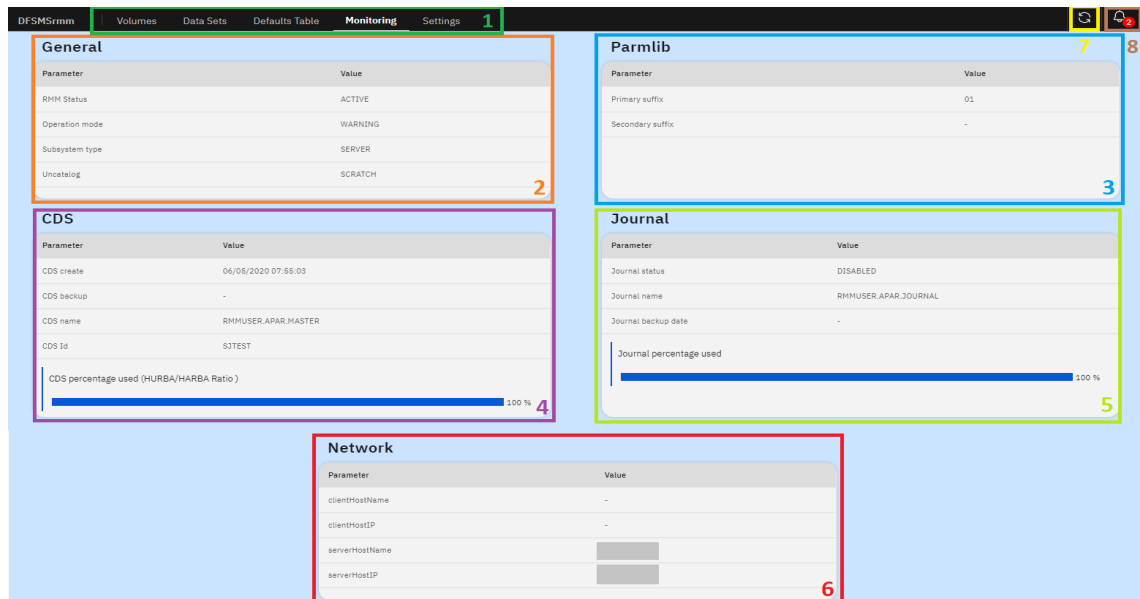 DFSMSrmm Volumes Data Sets Defaults Table Monitoring Settings 1 2
7 8
General
Parameter Value
RMM Status ACTIVE
Operation mode WARNING
Subsystem type SERVER
Uncatalog SCRATCH
2
Parmlib
Parameter Value
Primary suffix 01
Secondary suffix -
3
CDS
Parameter Value
CDS create 06/05/2020 07:55:03
CDS backup -
CDS name RMMUSER.APAR.MASTER
CDS Id SJTEST
CDS percentage used (HURBA/HARBA Ratio )
100 % 4
Journal
Parameter Value
Journal status DISABLED
Journal name RMMUSER.APAR.JOURNAL
Journal backup date -
Journal percentage used
100 %
5
Network
Parameter Value
clientHostName -
clientHostIP -
serverHostName
serverHostIP
6